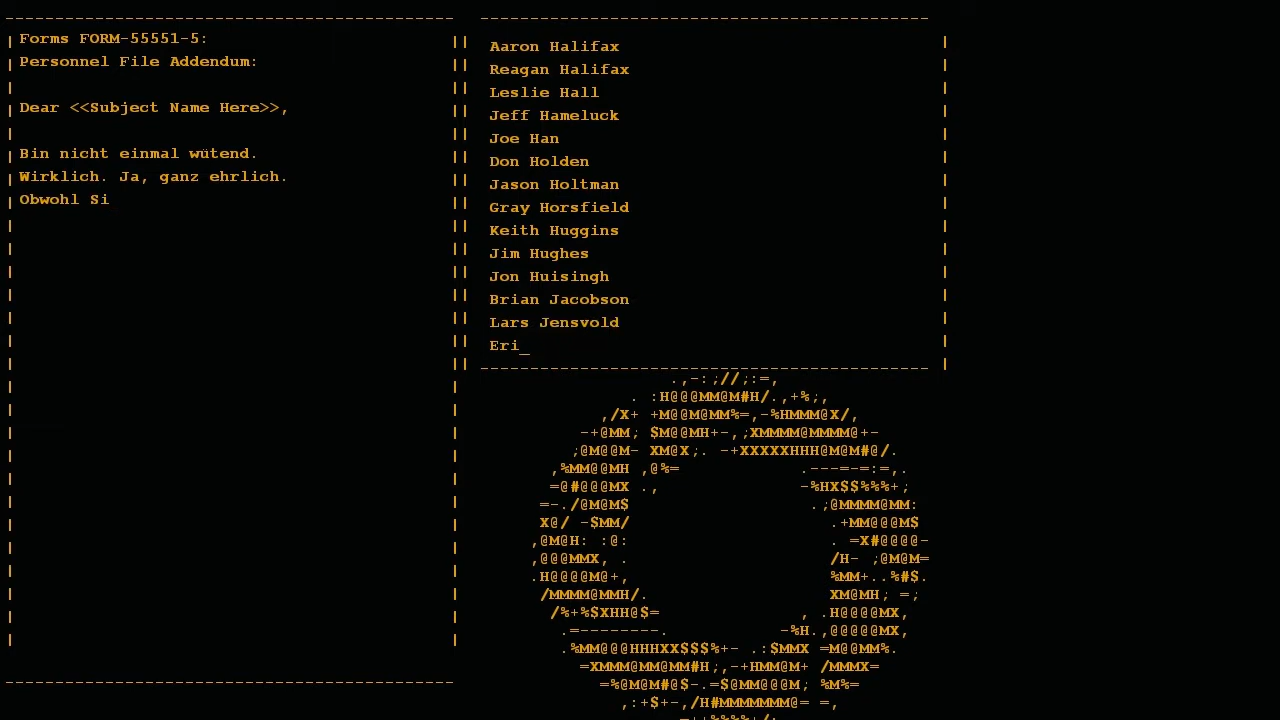 Forms FORM-55551-5:
Personnel File Addendum:
Dear <<Subject Name Here>>,
Bin nicht einmal wütend.
Wirklich. Ja, ganz ehrlich.
Obwohl Si
Aaron Halifax
Reagan Halifax
Leslie Hall
Jeff Hameluck
Joe Han
Don Holden
Jason Holtman
Gray Horsfield
Keith Huggins
Jim Hughes
Jon Huisingh
Brian Jacobson
Lars Jensvold
Eri_